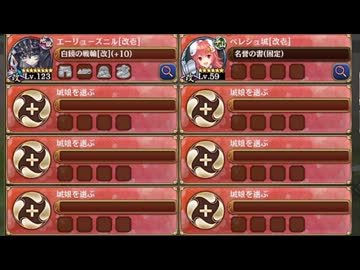 エーリューズニル[改壱]
白鏡の戦輪[改](+10)
改 Lv.123
ペレシュ城[改壱]
名誉の書(固定)
改 Lv.59
城娘を選ぶ
城娘を選ぶ
城娘を選ぶ
城娘を選ぶ
城娘を選ぶ
城娘を選ぶ